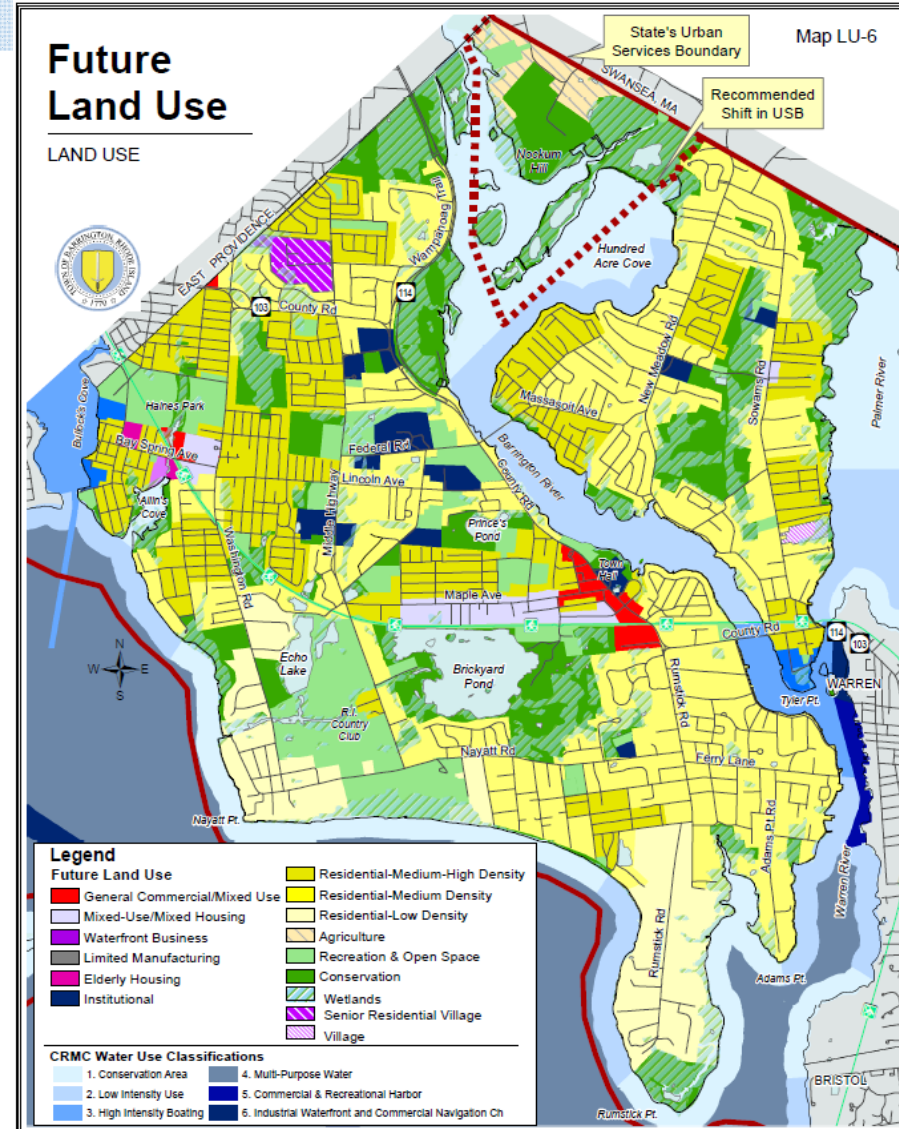 Future
Land Use
LAND USE
Map LU-6
State's Urban
Services Boundary
Recommended
Shift in USB
SWANSEA, MA
TOWN OF BARRINGTON, RHODE ISLAND
1770
EAST PROVIDENCE
Noskum
Hill
Hundred
Acre Cove
Wampanoag Trail
114
103
County Rd
New Meadow Rd
Sowams Rd
Palmer River
Massasoit Ave
Barrington River
County Rd
Bullock's Cove
Haines Park
Bay Spring Ave
Allin's
Cove
Federal Rd
Lincoln Ave
Middle Highway
Washington Rd
Prince's
Pond
Town
Hall
Maple Ave
County Rd
114
103
WARREN
Tyler Pt.
N
W E
S
Echo
Lake
Brickyard
Pond
R.I.
Country
Club
Rumstick Rd
Nayatt Rd
Ferry Lane
Nayatt Pt.
Adams Pt Rd
Warren River
Rumstick Rd
Adams Pt.
BRISTOL
Rumstick Pt.
Legend
Future Land Use
General Commercial/Mixed Use
Mixed-Use/Mixed Housing
Waterfront Business
Limited Manufacturing
Elderly Housing
Institutional
Residential-Medium-High Density
Residential-Medium Density
Residential-Low Density
Agriculture
Recreation & Open Space
Conservation
Wetlands
Senior Residential Village
Village
CRMC Water Use Classifications
1. Conservation Area
2. Low Intensity Use
3. High Intensity Boating
4. Multi-Purpose Water
5. Commercial & Recreational Harbor
6. Industrial Waterfront and Commercial Navigation Ch